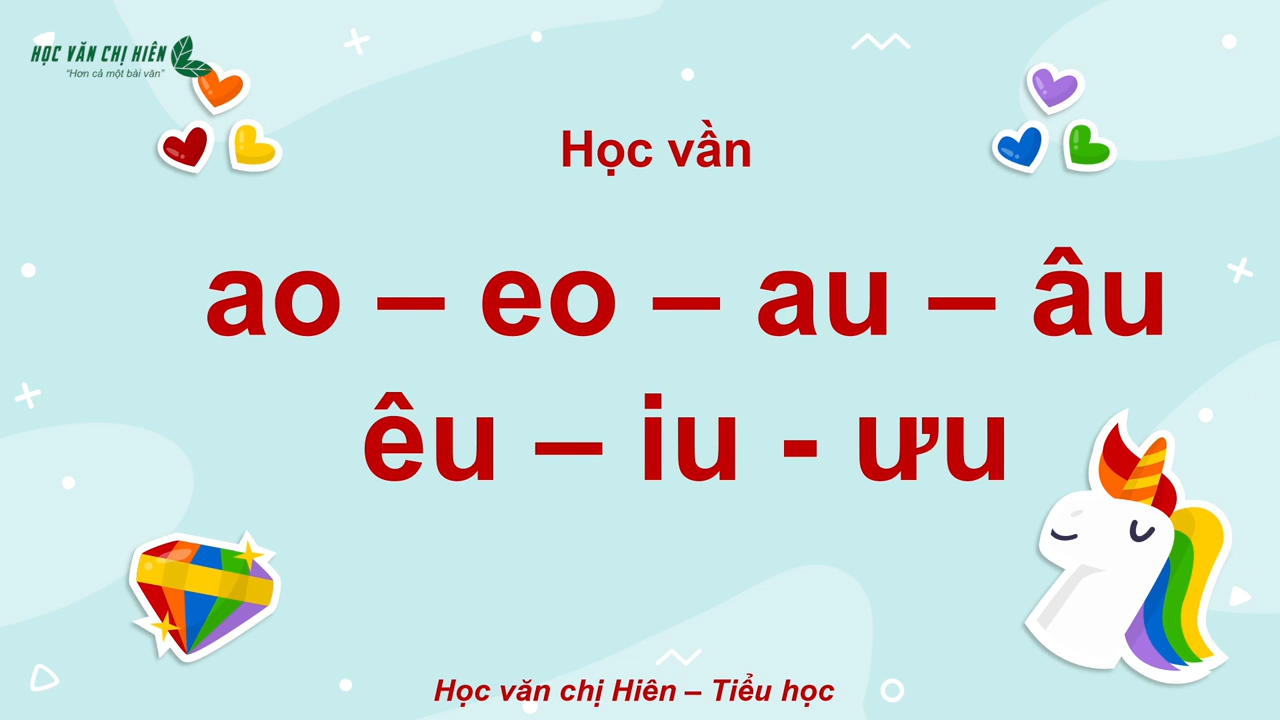 HỌC VĂN CHỊ HIÊN
"Hơn cả một bài văn"
Học vần
ao – eo – au – âu
êu – iu - ưu
Học văn chị Hiên – Tiểu học